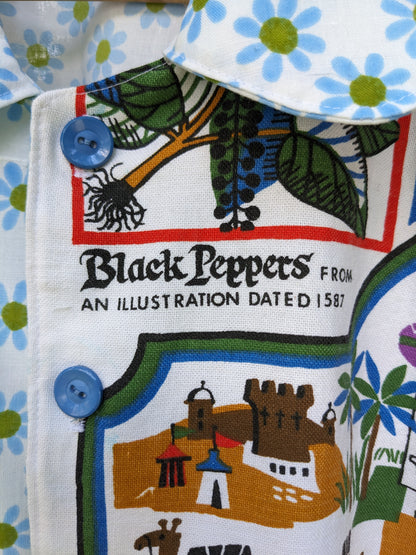 Black Peppers FROM
AN ILLUSTRATION DATED 1587